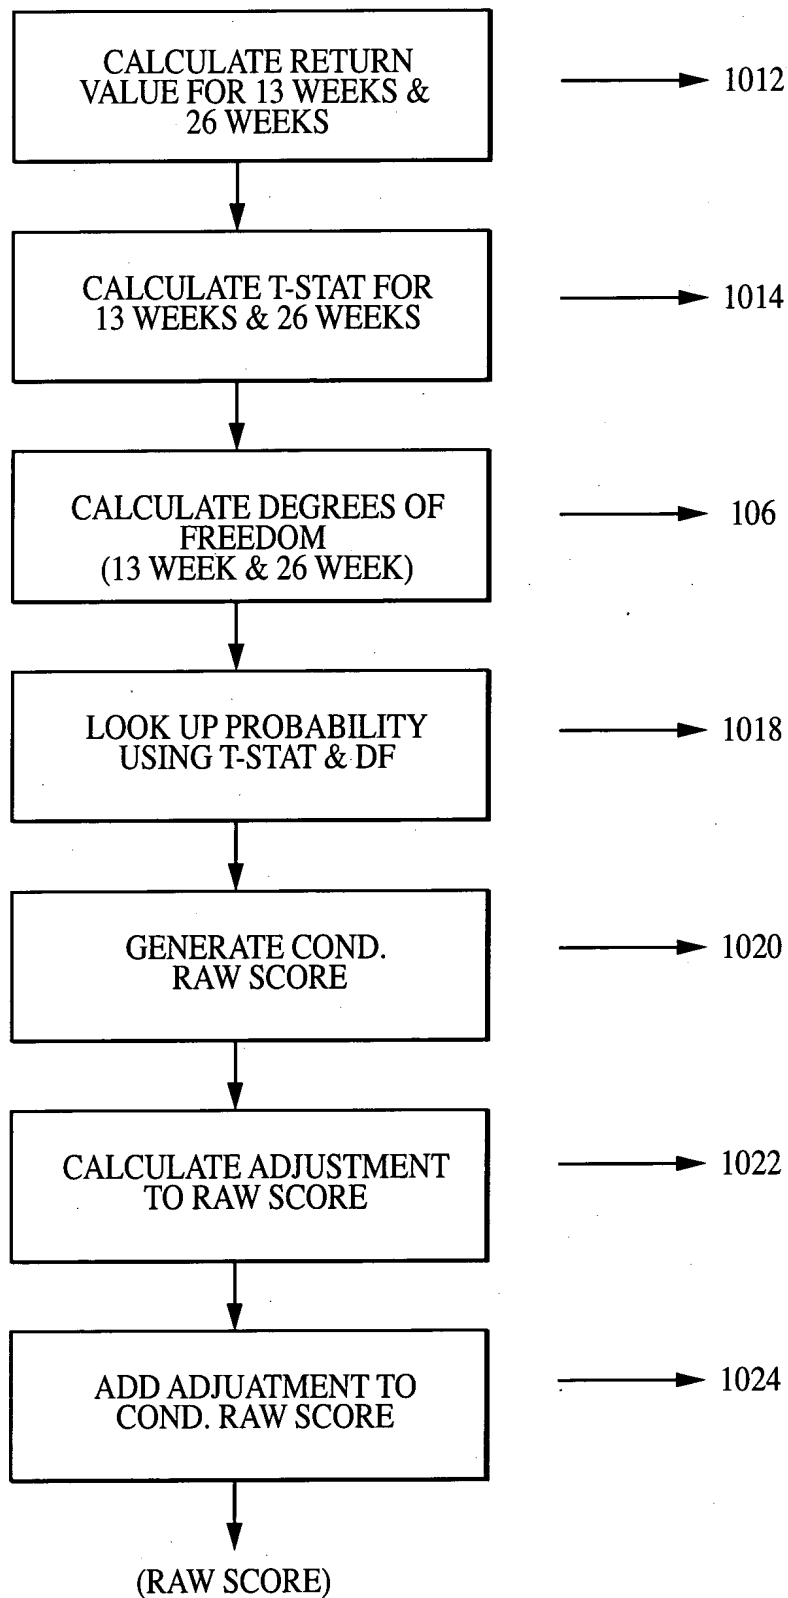 CALCULATE RETURN
VALUE FOR 13 WEEKS &
26 WEEKS
1012
CALCULATE T-STAT FOR
13 WEEKS & 26 WEEKS
1014
CALCULATE DEGREES OF
FREEDOM
(13 WEEK & 26 WEEK)
106
LOOK UP PROBABILITY
USING T-STAT & DF
1018
GENERATE COND.
RAW SCORE
1020
CALCULATE ADJUSTMENT
TO RAW SCORE
1022
ADD ADJUATMENT TO
COND. RAW SCORE
1024
(RAW SCORE)